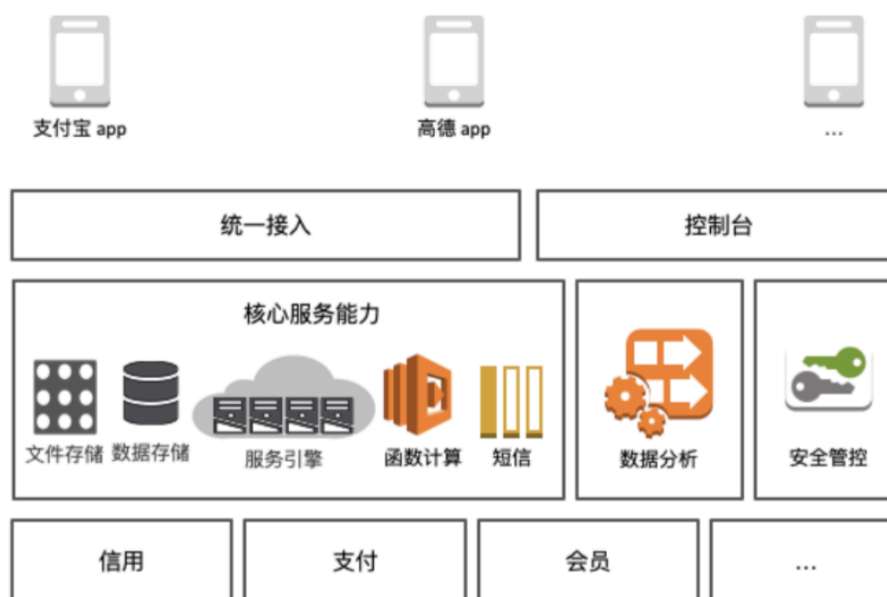 支付宝 app
高德 app
...
统一接入
控制台
核心服务能力
文件存储
数据存储
服务引擎
函数计算
短信
数据分析
安全管控
信用
支付
会员
...